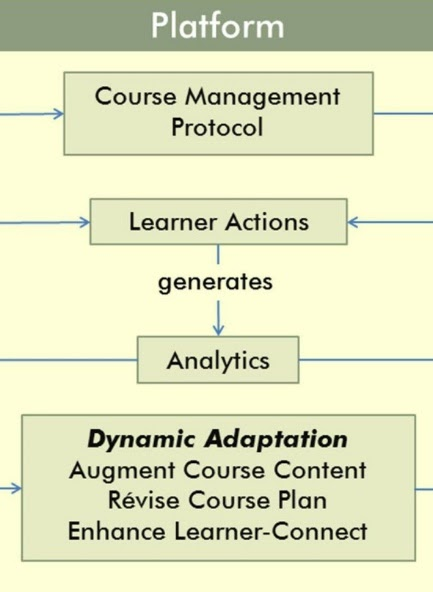 Platform
Course Management
Protocol
Learner Actions
generates
Analytics
Dynamic Adaptation
Augment Course Content
Révise Course Plan
Enhance Learner-Connect